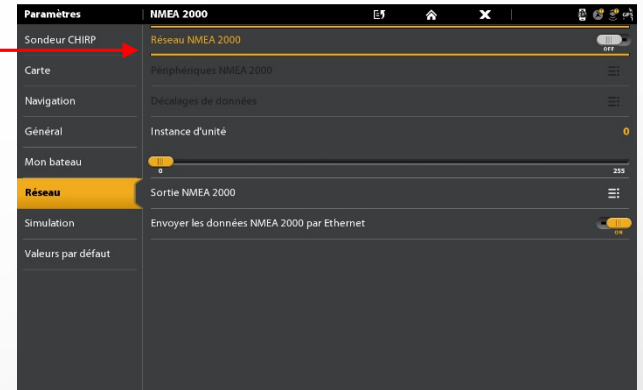 Paramètres
NMEA 2000
X
Sondeur CHIRP
Réseau NMEA 2000
OFF
Carte
Périphériques NMEA 2000
Navigation
Décalages de données
Général
Instance d'unité
0
Mon bateau
0
255
Réseau
Sortie NMEA 2000
Simulation
Envoyer les données NMEA 2000 par Ethernet
ON
Valeurs par défaut